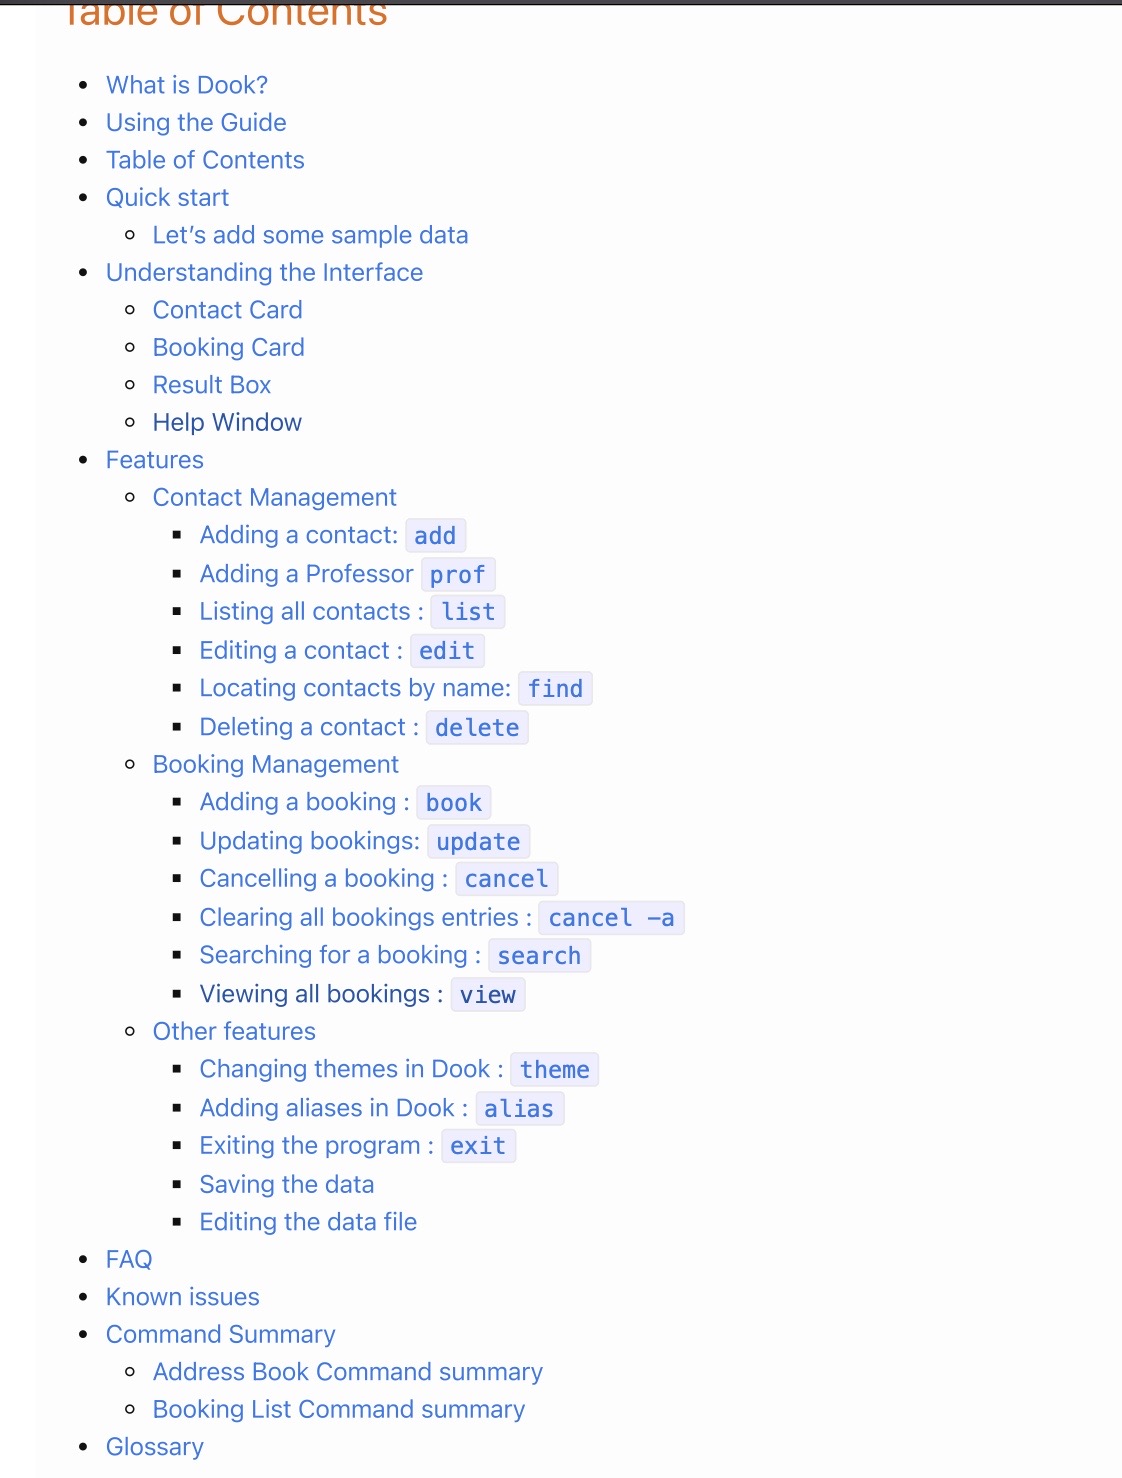 Table of Contents
What is Dook?
Using the Guide
Table of Contents
Quick start
Let's add some sample data
Understanding the Interface
Contact Card
Booking Card
Result Box
Help Window
Features
Contact Management
Adding a contact: add
Adding a Professor prof
Listing all contacts : list
Editing a contact : edit
Locating contacts by name: find
Deleting a contact : delete
Booking Management
Adding a booking : book
Updating bookings: update
Cancelling a booking : cancel
Clearing all bookings entries : cancel -a
Searching for a booking : search
Viewing all bookings : view
Other features
Changing themes in Dook : theme
Adding aliases in Dook : alias
Exiting the program : exit
Saving the data
Editing the data file
FAQ
Known issues
Command Summary
Address Book Command summary
Booking List Command summary
Glossary